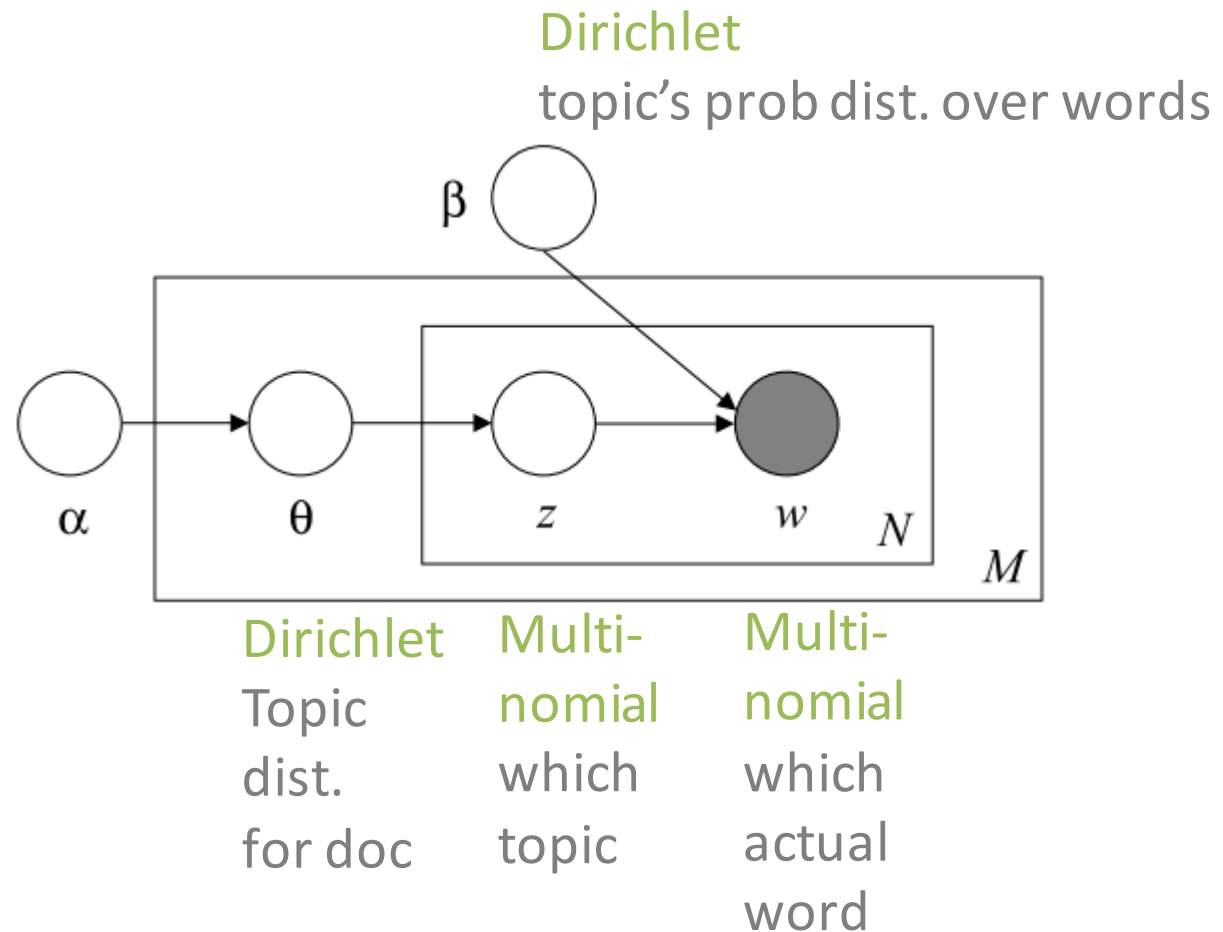 Dirichlet
topic’s prob dist. over words
β
α
θ
z
w
N
M
Dirichlet
Topic
dist.
for doc
Multi-
nomial
which
topic
Multi-
nomial
which
actual
word